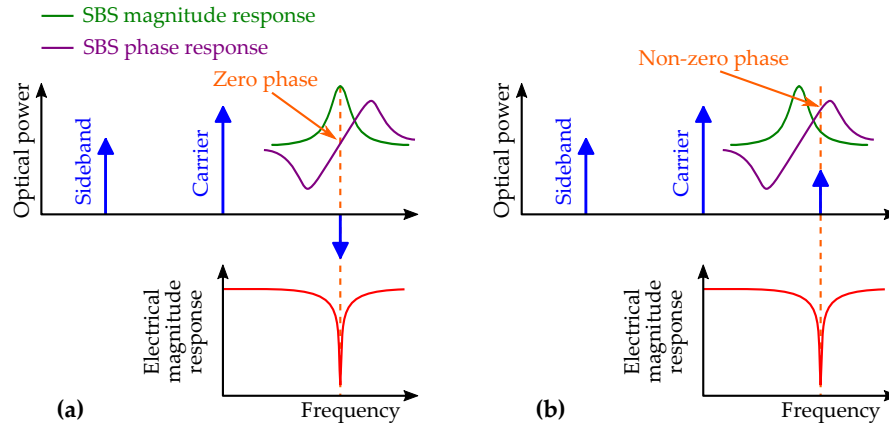 SBS magnitude response
SBS phase response
Zero phase
Optical power
Sideband
Carrier
Electrical
magnitude
response
(a)
Frequency
Non-zero phase
Optical power
Sideband
Carrier
Electrical
magnitude
response
(b)
Frequency